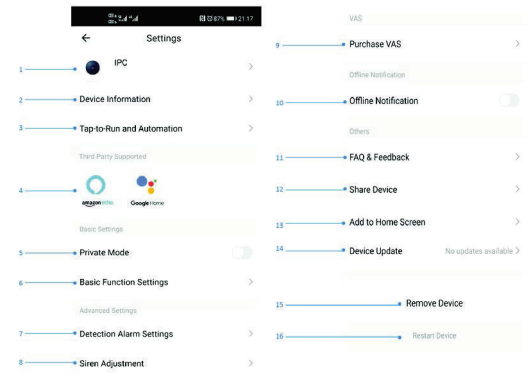 87% 21:17
Settings
1 IPC
2 Device Information
3 Tap-to-Run and Automation
Third Party Supported
4
amazon echo Google Home
Basic Settings
5 Private Mode
6 Basic Function Settings
Advanced Settings
7 Detection Alarm Settings
8 Siren Adjustment
VAS
9 Purchase VAS
Offline Notification
10 Offline Notification
Others
11 FAQ & Feedback
12 Share Device
13 Add to Home Screen
14 Device Update No updates available
15 Remove Device
16 Restart Device